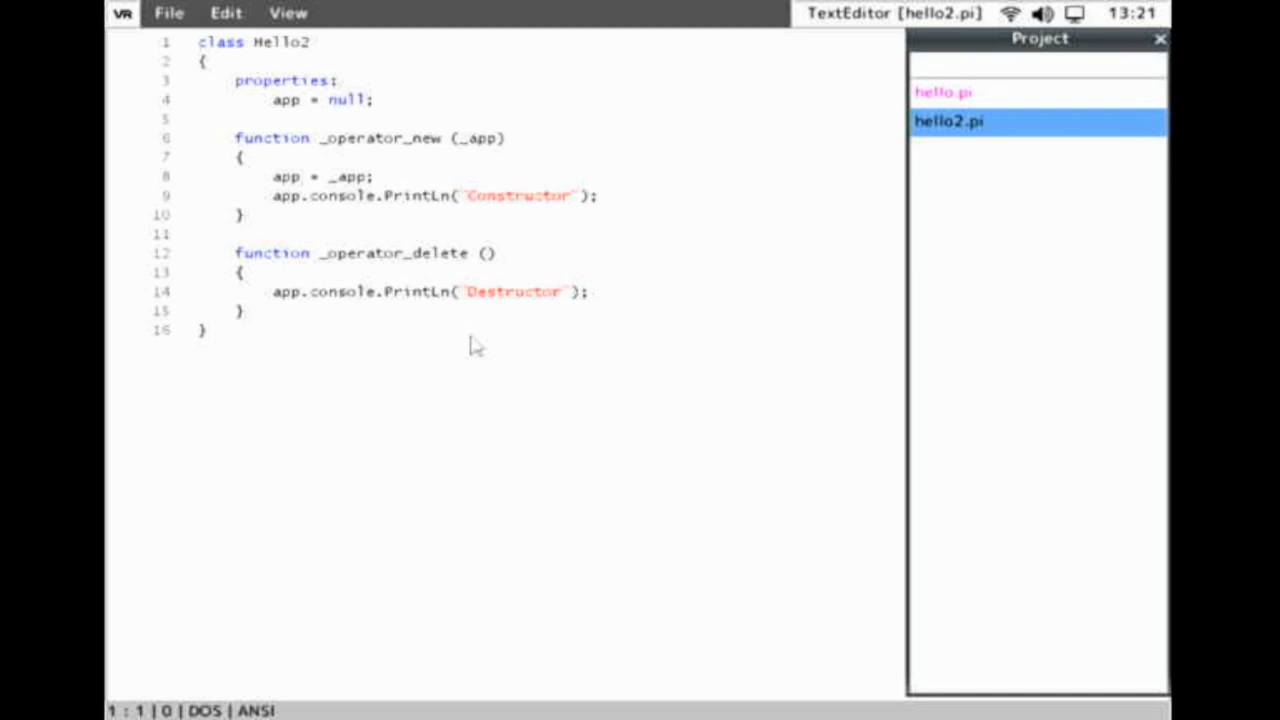 VR File Edit View TextEditor [hello2.pi] 13:21
Project ×
hello.pi
hello2.pi
1 class Hello2
2 {
3 properties:
4 app = null;
5
6 function _operator_new (_app)
7 {
8 app = _app;
9 app.console.PrintLn("Constructor");
10 }
11
12 function _operator_delete ()
13 {
14 app.console.PrintLn("Destructor");
15 }
16 }
1 : 1 | 0 | DOS | ANSI